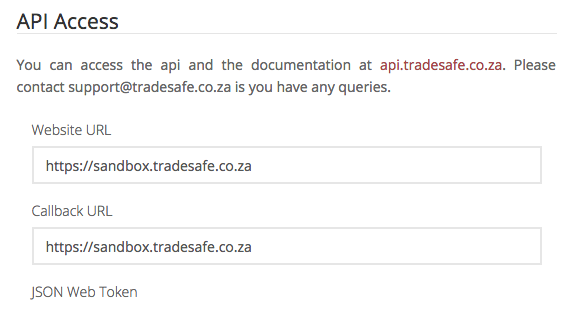 API Access
You can access the api and the documentation at api.tradesafe.co.za. Please
contact support@tradesafe.co.za is you have any queries.
Website URL
https://sandbox.tradesafe.co.za
Callback URL
https://sandbox.tradesafe.co.za
JSON Web Token